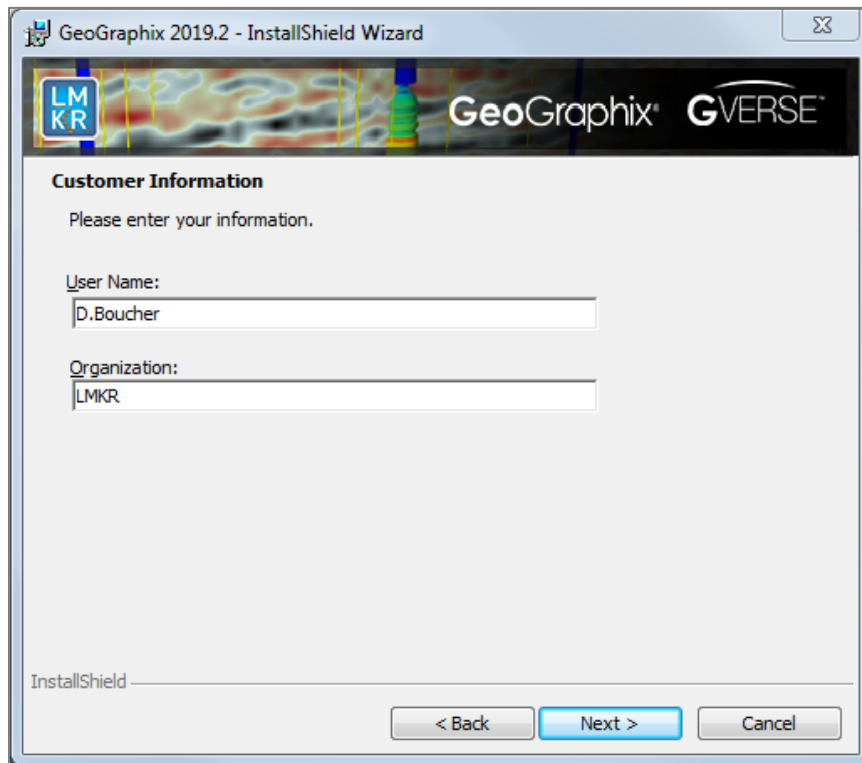 GeoGraphix 2019.2 - InstallShield Wizard
LM
KR
GeoGraphix® GVERSE™
Customer Information
Please enter your information.
User Name:
D.Boucher
Organization:
LMKR
InstallShield
< Back Next > Cancel